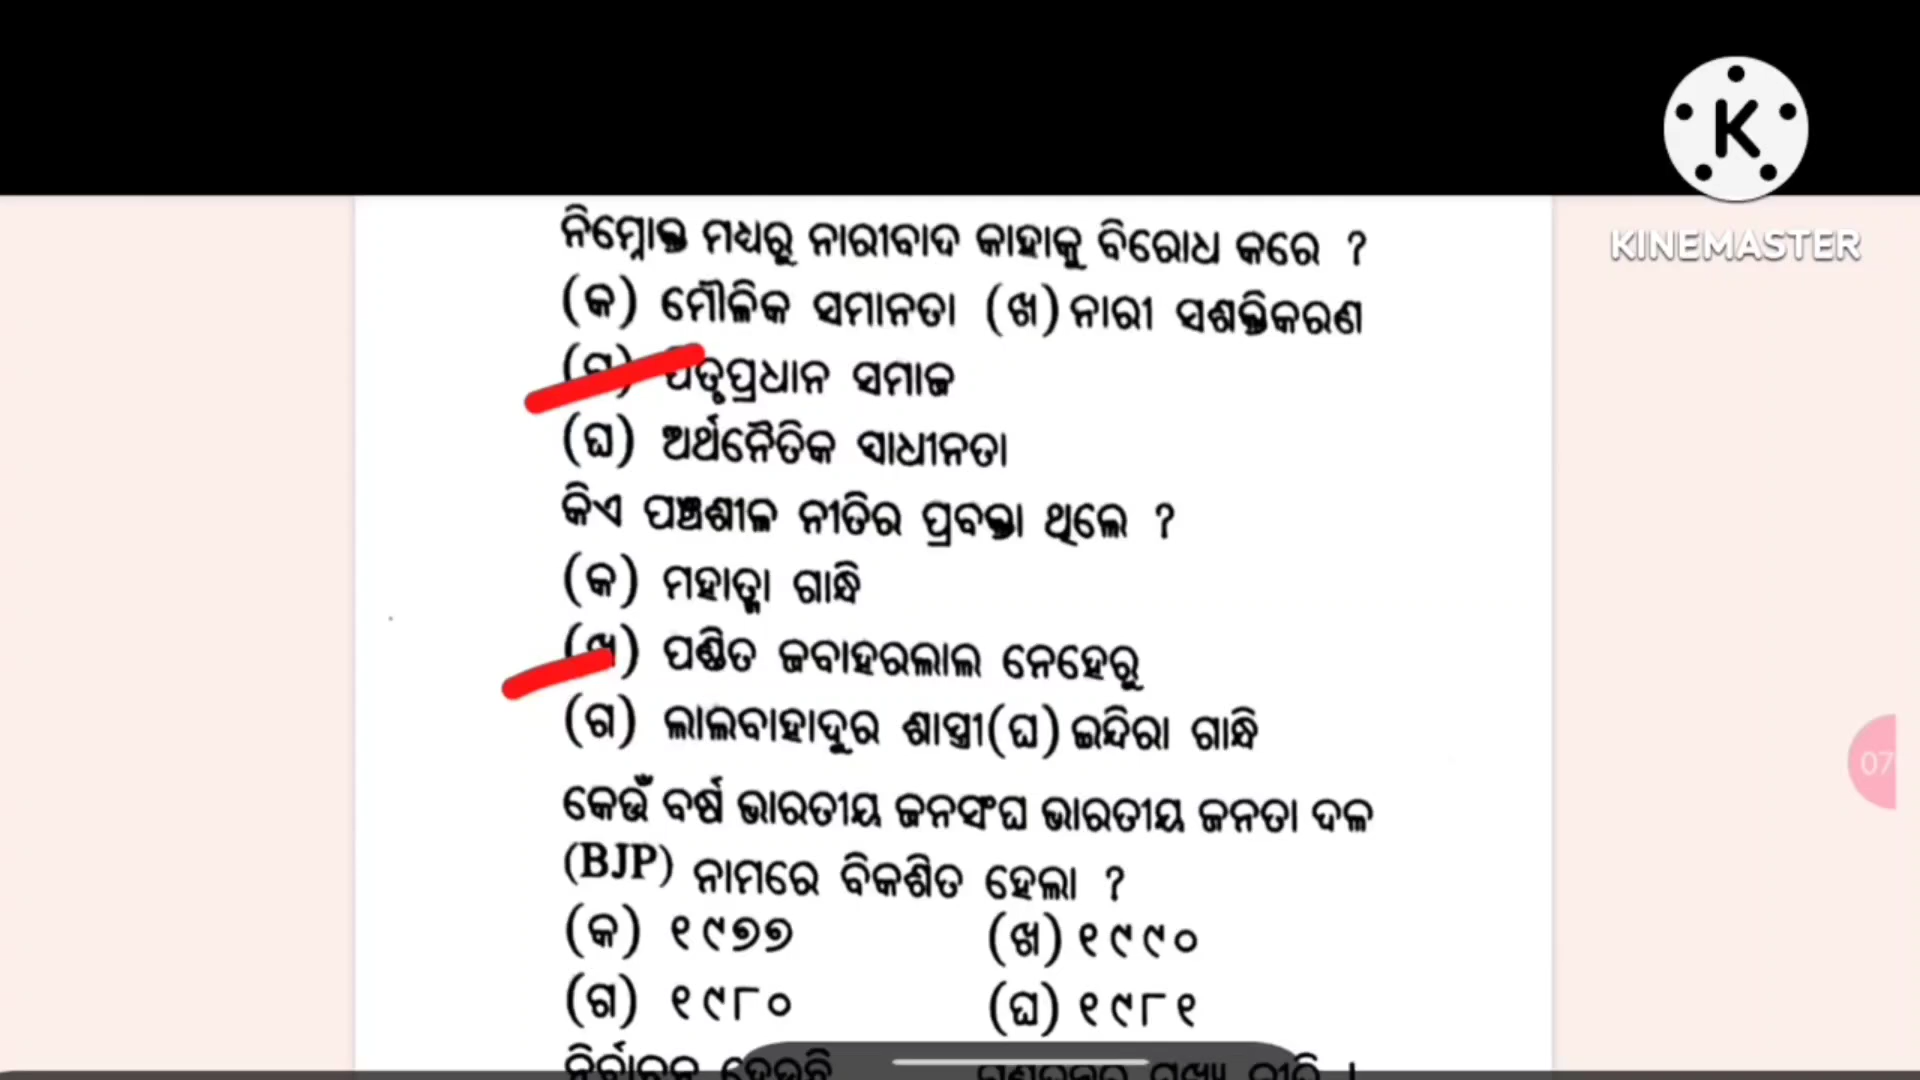 KINEMASTER
ନିମ୍ନୋକ୍ତ ମଧ୍ୟରୁ ନାରୀବାଦ କାହାକୁ ବିରୋଧ କରେ ?
(କ) ମୌଳିକ ସମାନତା (ଖ) ନାରୀ ସଶକ୍ତିକରଣ
(ଗ) ପିତୃପ୍ରଧାନ ସମାଜ
(ଘ) ଅର୍ଥନୈତିକ ସ୍ୱାଧୀନତା
କିଏ ପଞ୍ଚଶୀଳ ନୀତିର ପ୍ରବକ୍ତା ଥିଲେ ?
(କ) ମହାତ୍ମା ଗାନ୍ଧି
(ଖ) ପଣ୍ଡିତ ଜବାହରଲାଲ ନେହେରୁ
(ଗ) ଲାଲବାହାଦୁର ଶାସ୍ତ୍ରୀ (ଘ) ଇନ୍ଦିରା ଗାନ୍ଧି
କେଉଁ ବର୍ଷ ଭାରତୀୟ ଜନସଂଘ ଭାରତୀୟ ଜନତା ଦଳ
(BJP) ନାମରେ ବିକଶିତ ହେଲା ?
(କ) ୧୯୭୭ (ଖ) ୧୯୯୦
(ଗ) ୧୯୮୦ (ଘ) ୧୯୮୧
07